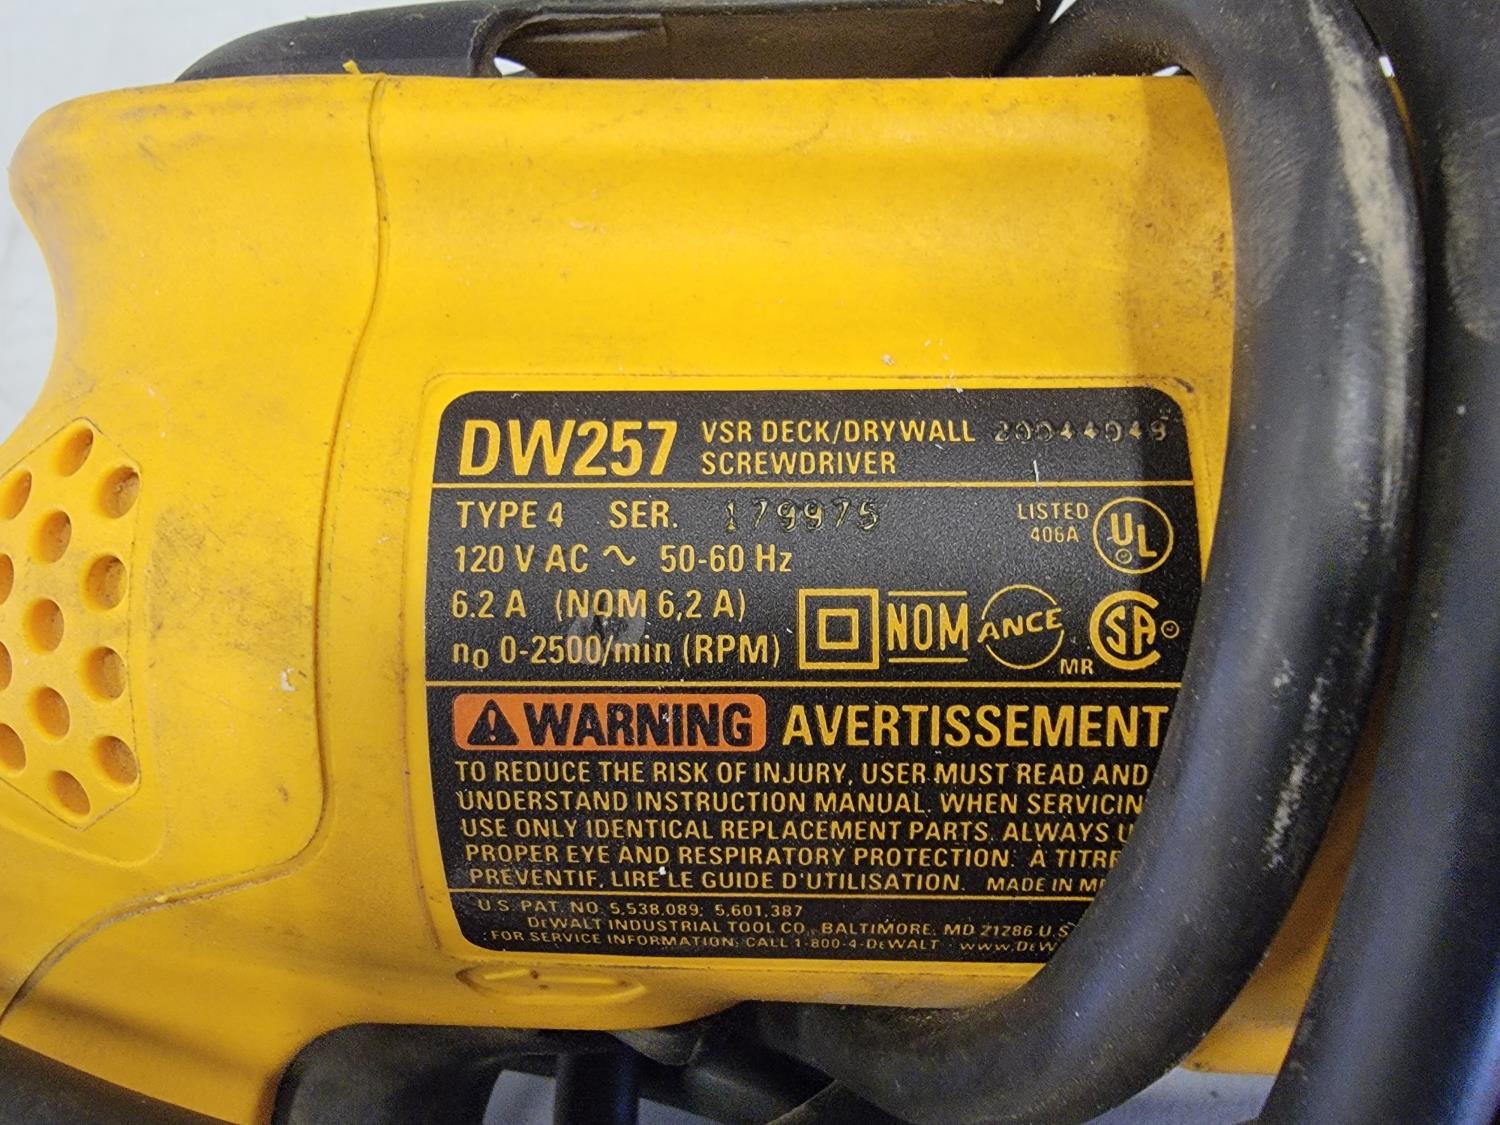 DW257 VSR DECK/DRYWALL
SCREWDRIVER
TYPE 4 SER. 179975
120 V AC ~ 50-60 Hz
LISTED
406A
UL
6.2 A (NOM 6,2 A)
n0 0-2500/min (RPM)
NOM
ANCE
MR
SA
WARNING AVERTISSEMENT
TO REDUCE THE RISK OF INJURY, USER MUST READ AND
UNDERSTAND INSTRUCTION MANUAL. WHEN SERVICIN
USE ONLY IDENTICAL REPLACEMENT PARTS. ALWAYS
PROPER EYE AND RESPIRATORY PROTECTION. A TITRE
PREVENTIF, LIRE LE GUIDE D'UTILISATION. MADE IN
U.S. PAT. NO. 5,538,089; 5,601,387
DEWALT INDUSTRIAL TOOL CO., BALTIMORE, MD 21286 U.S
FOR SERVICE INFORMATION, CALL 1-800-4-DEWALT